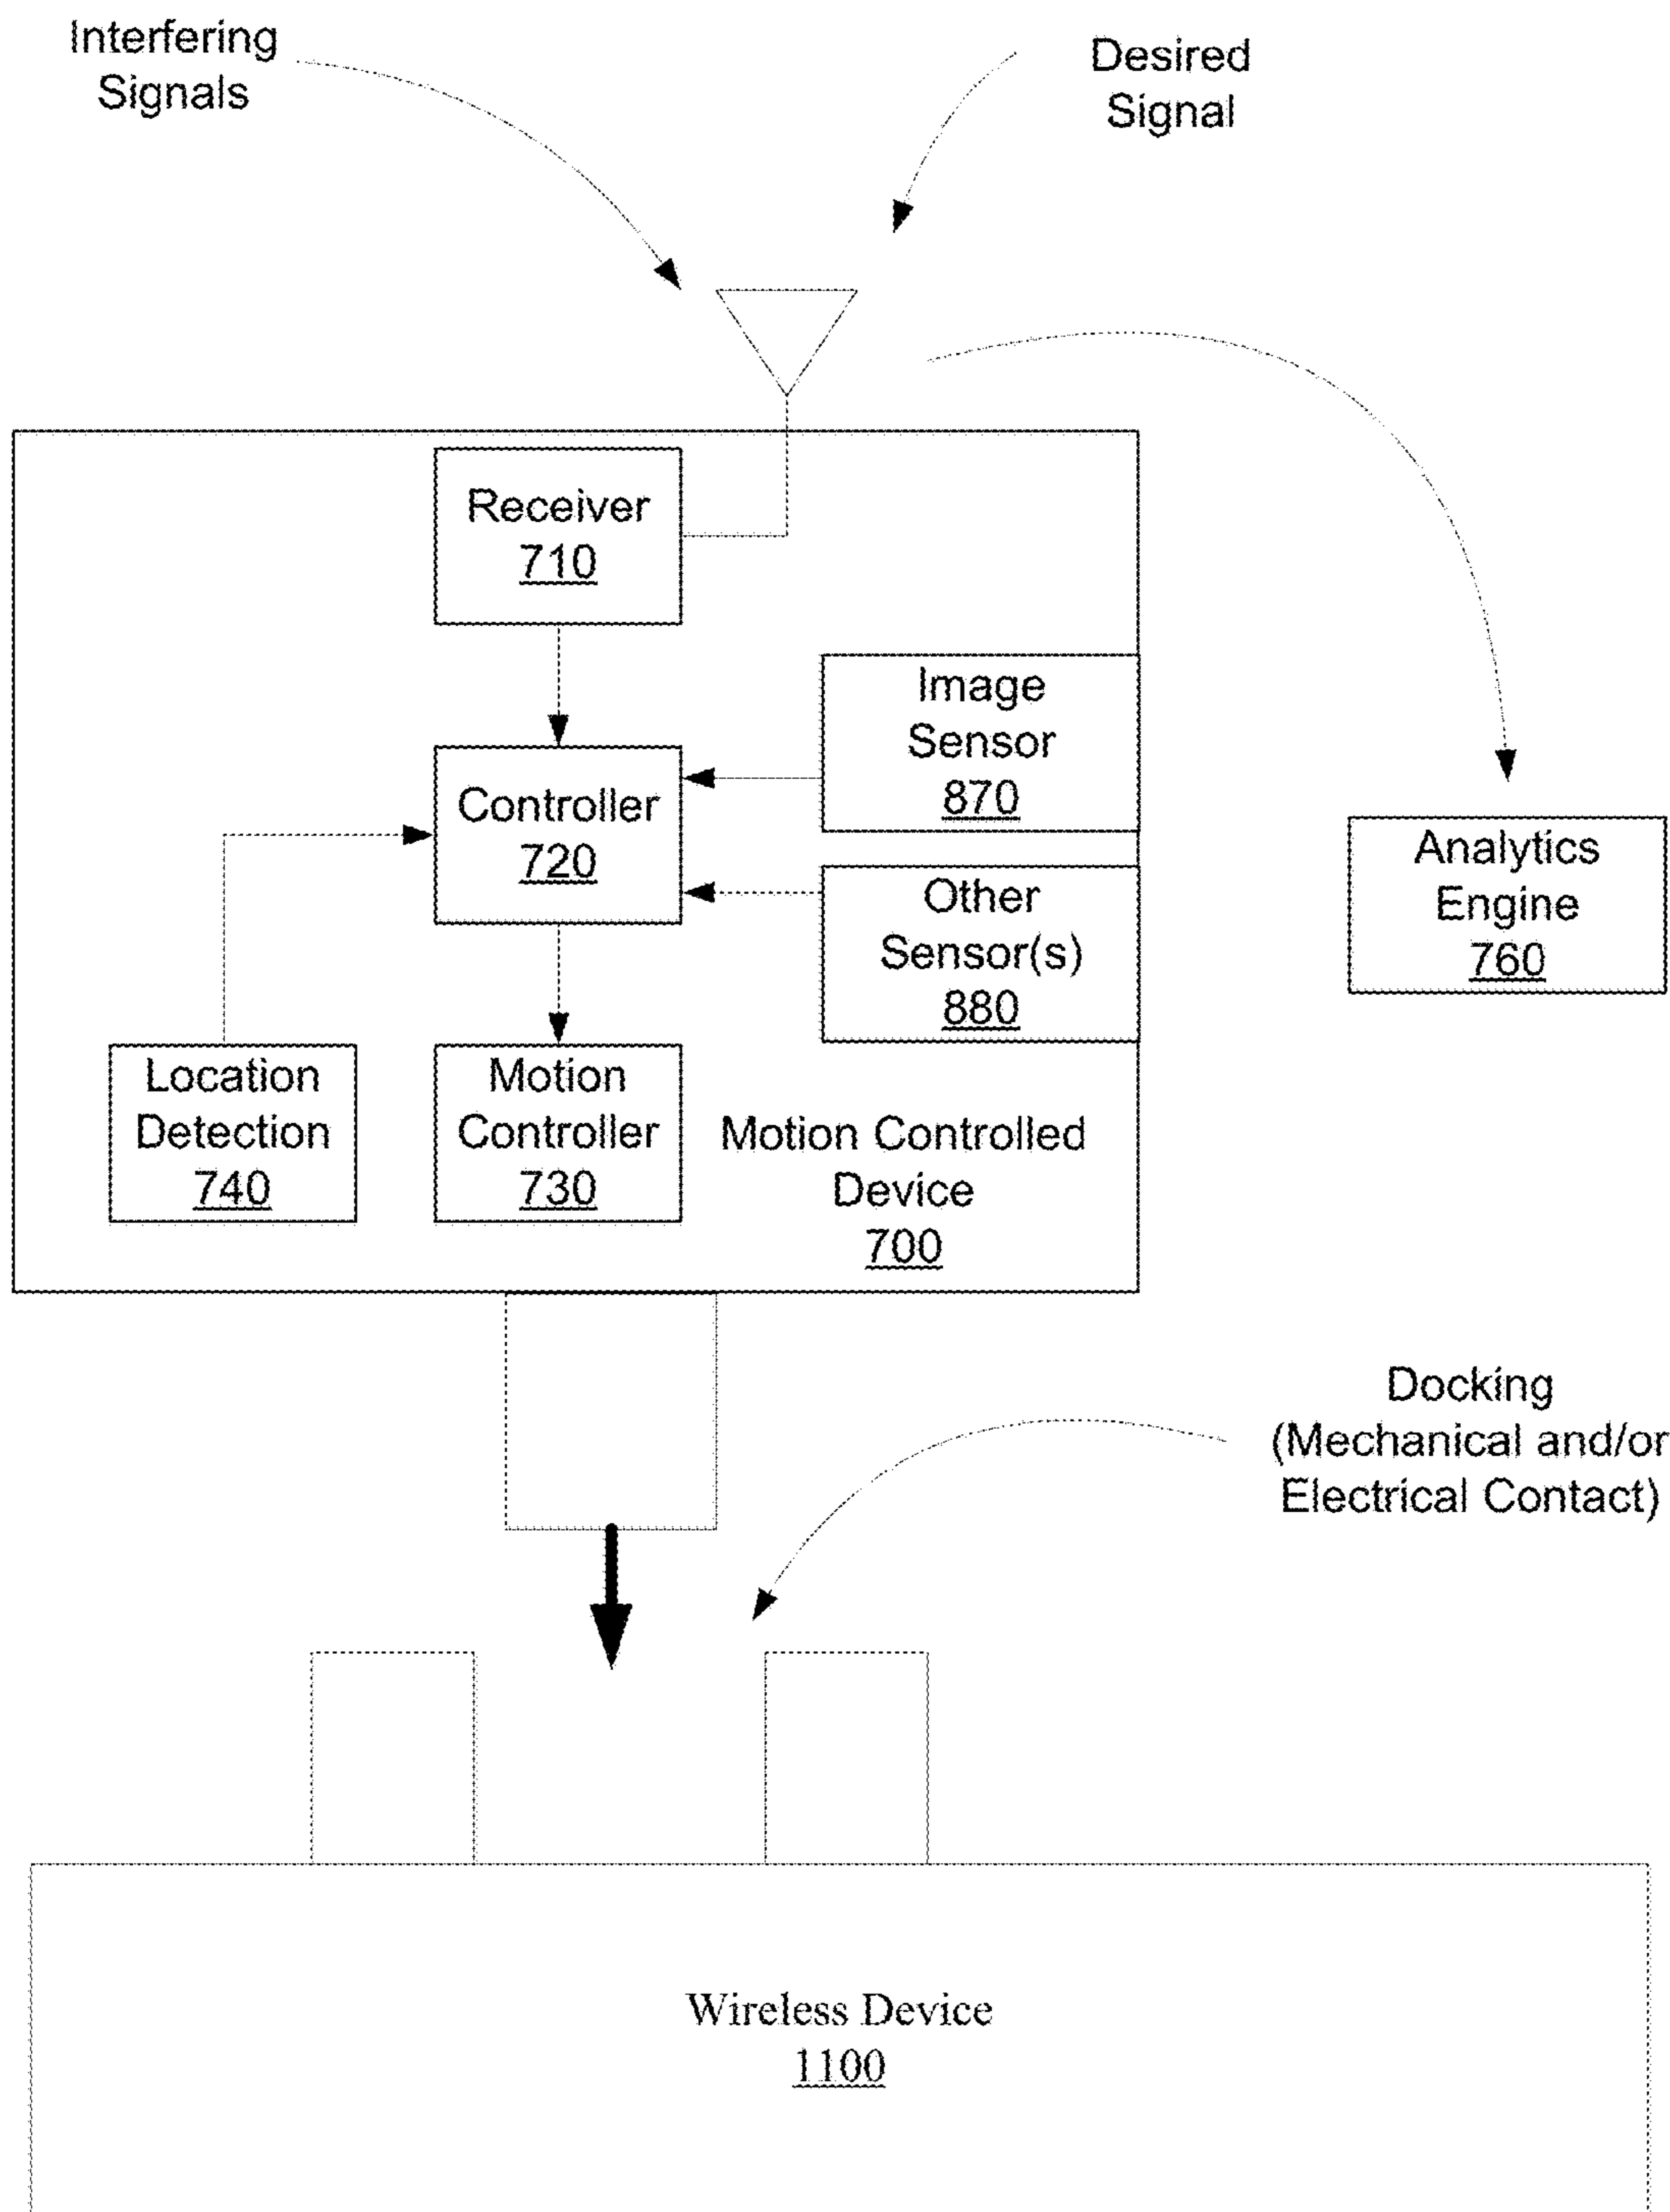 Interfering
Signals
Desired
Signal
Receiver
710
Image
Sensor
870
Controller
720
Analytics
Engine
760
Other
Sensor(s)
880
Location
Detection
740
Motion
Controller
730
Motion Controlled
Device
700
Docking
(Mechanical and/or
Electrical Contact)
Wireless Device
1100